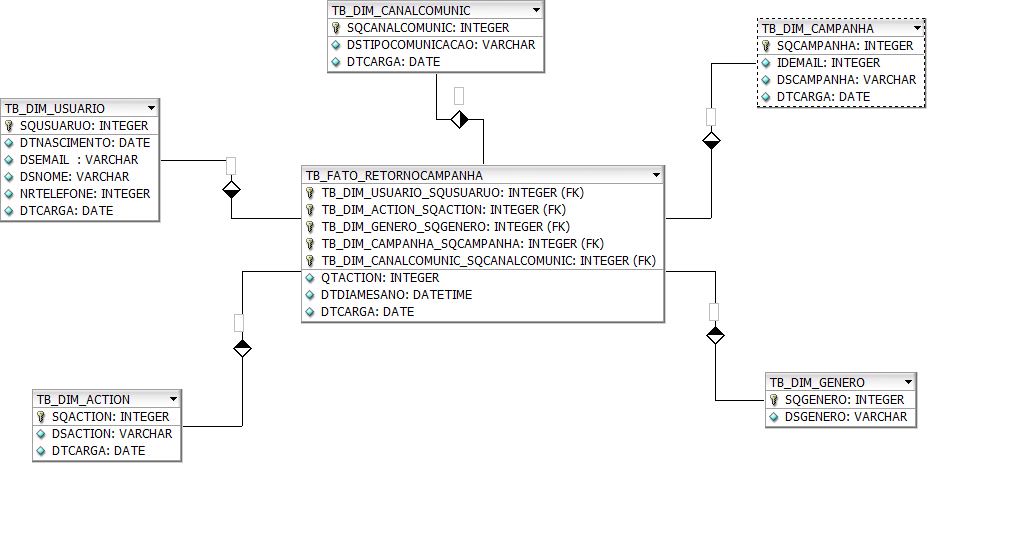 TB_DIM_CANALCOMUNIC
SQCANALCOMUNIC: INTEGER
DSTIPOCOMUNICACAO: VARCHAR
DTCARGA: DATE
TB_DIM_CAMPANHA
SQCAMPANHA: INTEGER
IDEMAIL: INTEGER
DSCAMPANHA: VARCHAR
DTCARGA: DATE
TB_DIM_USUARIO
SQUSUARUO: INTEGER
DTNASCIMENTO: DATE
DSEMAIL : VARCHAR
DSNOME: VARCHAR
NRTELEFONE: INTEGER
DTCARGA: DATE
TB_FATO_RETORNOCAMPANHA
TB_DIM_USUARIO_SQUSUARUO: INTEGER (FK)
TB_DIM_ACTION_SQACTION: INTEGER (FK)
TB_DIM_GENERO_SQGENERO: INTEGER (FK)
TB_DIM_CAMPANHA_SQCAMPANHA: INTEGER (FK)
TB_DIM_CANALCOMUNIC_SQCANALCOMUNIC: INTEGER (FK)
QTACTION: INTEGER
DTDIAMESANO: DATETIME
DTCARGA: DATE
TB_DIM_ACTION
SQACTION: INTEGER
DSACTION: VARCHAR
DTCARGA: DATE
TB_DIM_GENERO
SQGENERO: INTEGER
DSGENERO: VARCHAR